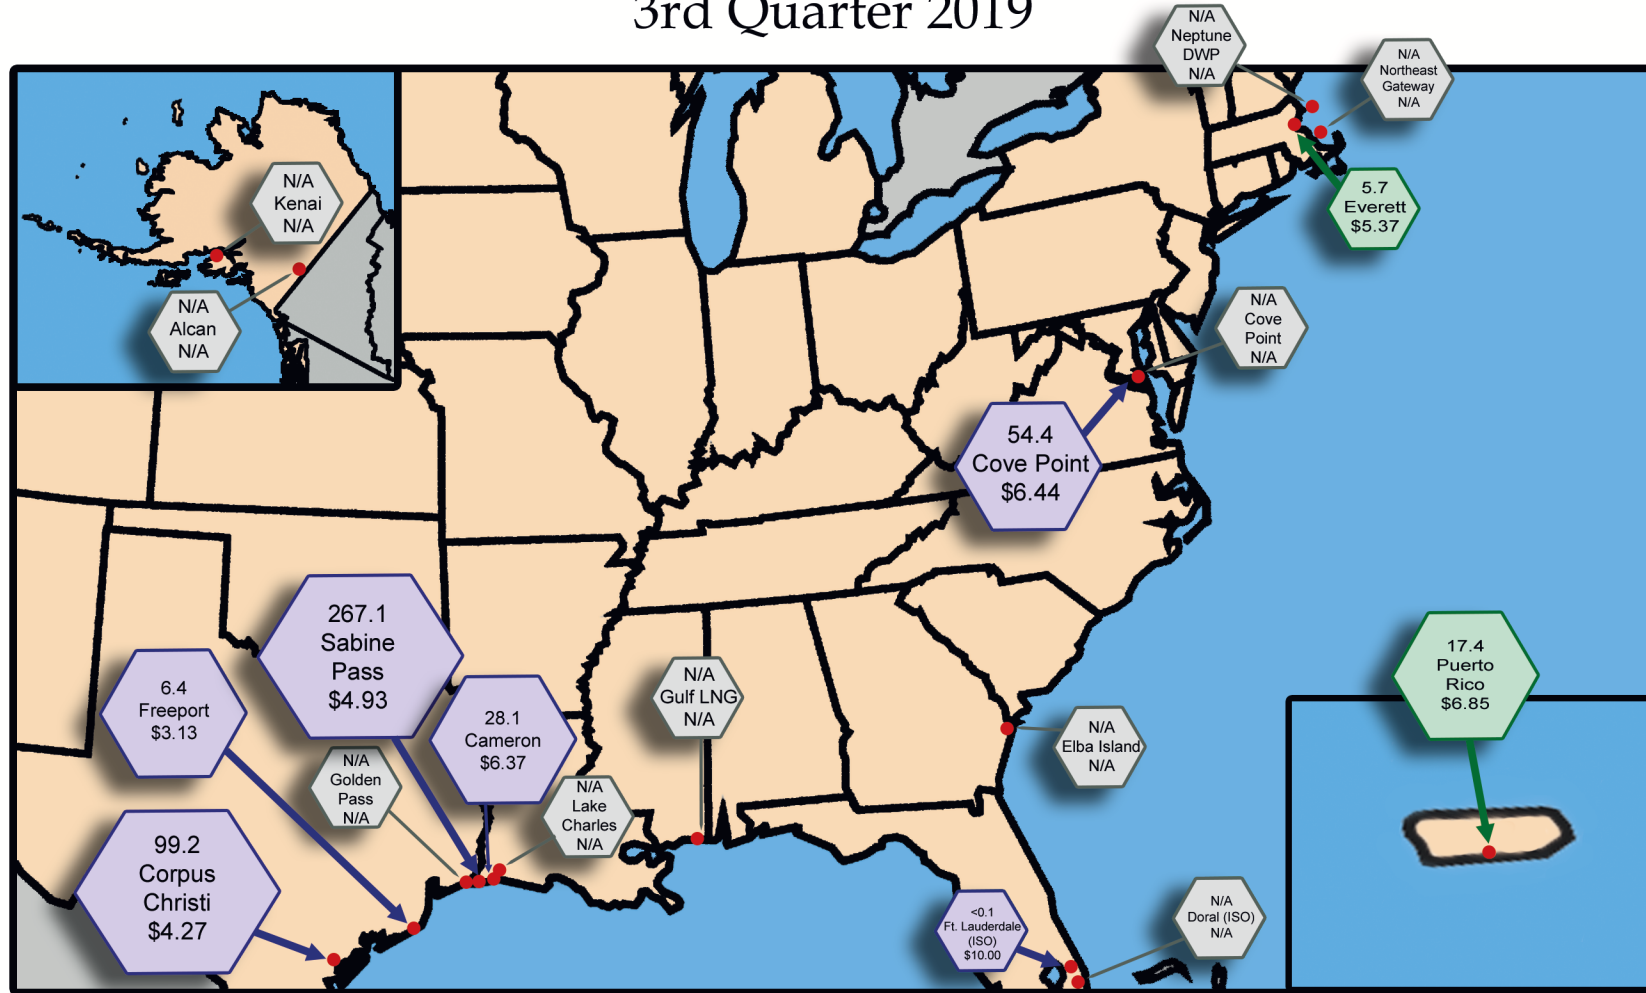 3rd Quarter 2019
N/A
Neptune
DWP
N/A
N/A
Northeast
Gateway
N/A
5.7
Everett
$5.37
N/A
Kenai
N/A
N/A
Alcan
N/A
N/A
Cove
Point
N/A
54.4
Cove Point
$6.44
267.1
Sabine
Pass
$4.93
6.4
Freeport
$3.13
28.1
Cameron
$6.37
N/A
Gulf LNG
N/A
N/A
Golden
Pass
N/A
N/A
Lake
Charles
N/A
N/A
Elba Island
N/A
17.4
Puerto
Rico
$6.85
99.2
Corpus
Christi
$4.27
<0.1
Ft. Lauderdale
(ISO)
$10.00
N/A
Doral (ISO)
N/A